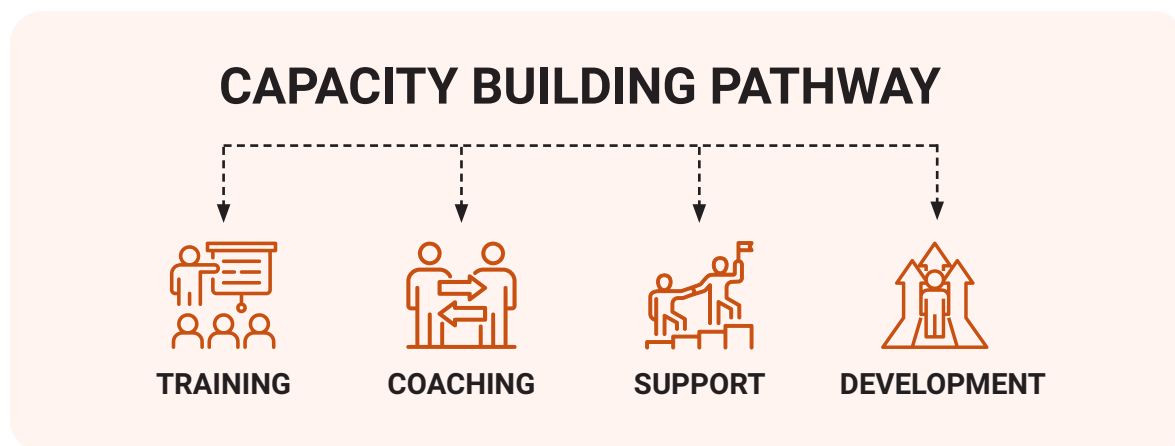 CAPACITY BUILDING PATHWAY
TRAINING
COACHING
SUPPORT
DEVELOPMENT